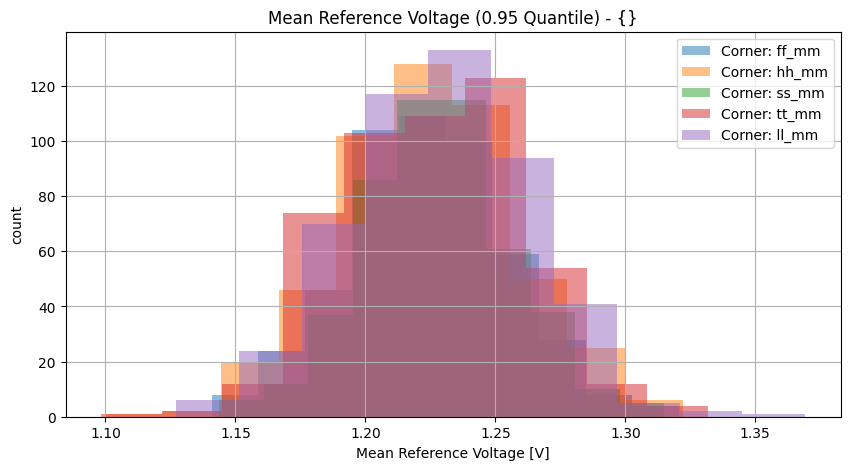 Mean Reference Voltage (0.95 Quantile) - {}
Corner: ff_mm
Corner: hh_mm
Corner: ss_mm
Corner: tt_mm
Corner: ll_mm
120
100
80
60
40
20
0
count
1.10 1.15 1.20 1.25 1.30 1.35
Mean Reference Voltage [V]